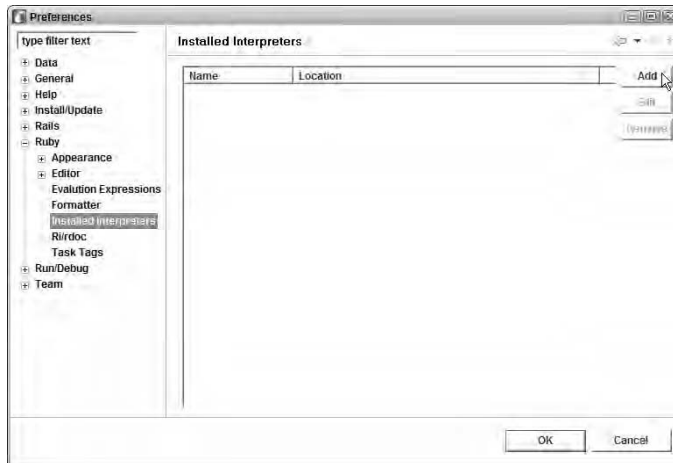 Preferences
type filter text
Installed Interpreters
Data
General
Help
Install/Update
Rails
Ruby
Appearance
Editor
Evalution Expressions
Formatter
Installed Interpreters
Ri/rdoc
Task Tags
Run/Debug
Team
Name Location
Add
Edit
Remove
OK Cancel